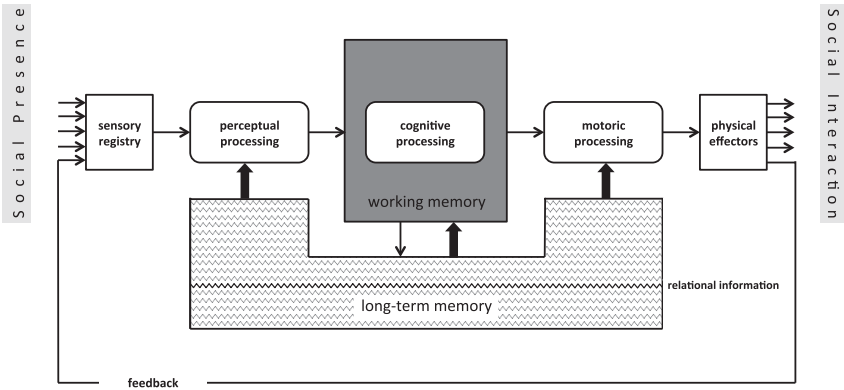 Social Presence
sensory
registry
perceptual
processing
cognitive
processing
working memory
motoric
processing
physical
effectors
Social Interaction
relational information
long-term memory
feedback